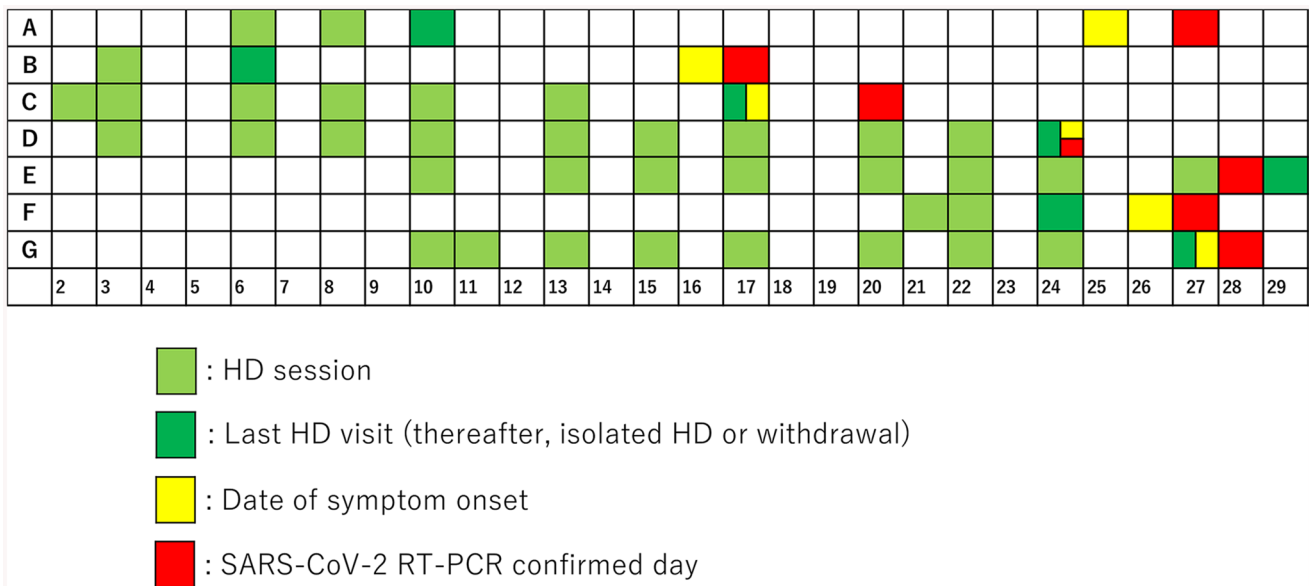 A
B
C
D
E
F
G
2 3 4 5 6 7 8 9 10 11 12 13 14 15 16 17 18 19 20 21 22 23 24 25 26 27 28 29
: HD session
: Last HD visit (thereafter, isolated HD or withdrawal)
: Date of symptom onset
: SARS-CoV-2 RT-PCR confirmed day